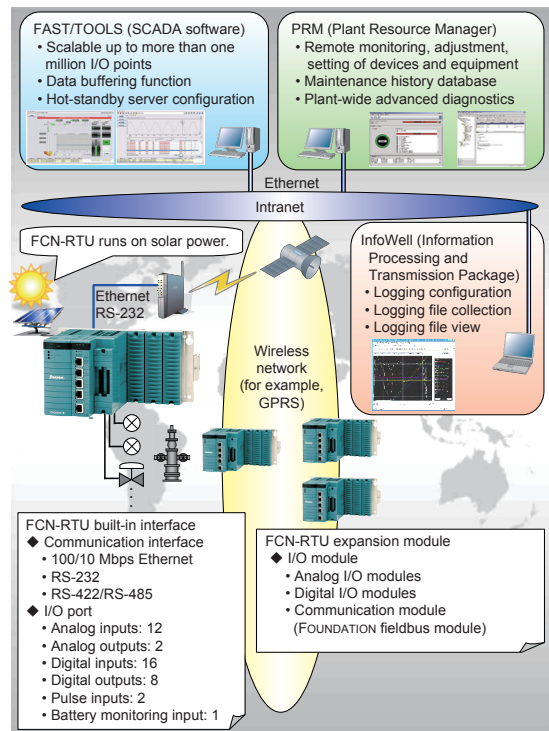 FAST/TOOLS (SCADA software)
• Scalable up to more than one
million I/O points
• Data buffering function
• Hot-standby server configuration
PRM (Plant Resource Manager)
• Remote monitoring, adjustment,
setting of devices and equipment
• Maintenance history database
• Plant-wide advanced diagnostics
Ethernet
Intranet
FCN-RTU runs on solar power.
Ethernet
RS-232
InfoWell (Information
Processing and
Transmission Package)
• Logging configuration
• Logging file collection
• Logging file view
Wireless
network
(for example,
GPRS)
FCN-RTU built-in interface
◆ Communication interface
• 100/10 Mbps Ethernet
• RS-232
• RS-422/RS-485
◆ I/O port
• Analog inputs: 12
• Analog outputs: 2
• Digital inputs: 16
• Digital outputs: 8
• Pulse inputs: 2
• Battery monitoring input: 1
FCN-RTU expansion module
◆ I/O module
• Analog I/O modules
• Digital I/O modules
• Communication module
(FOUNDATION fieldbus module)